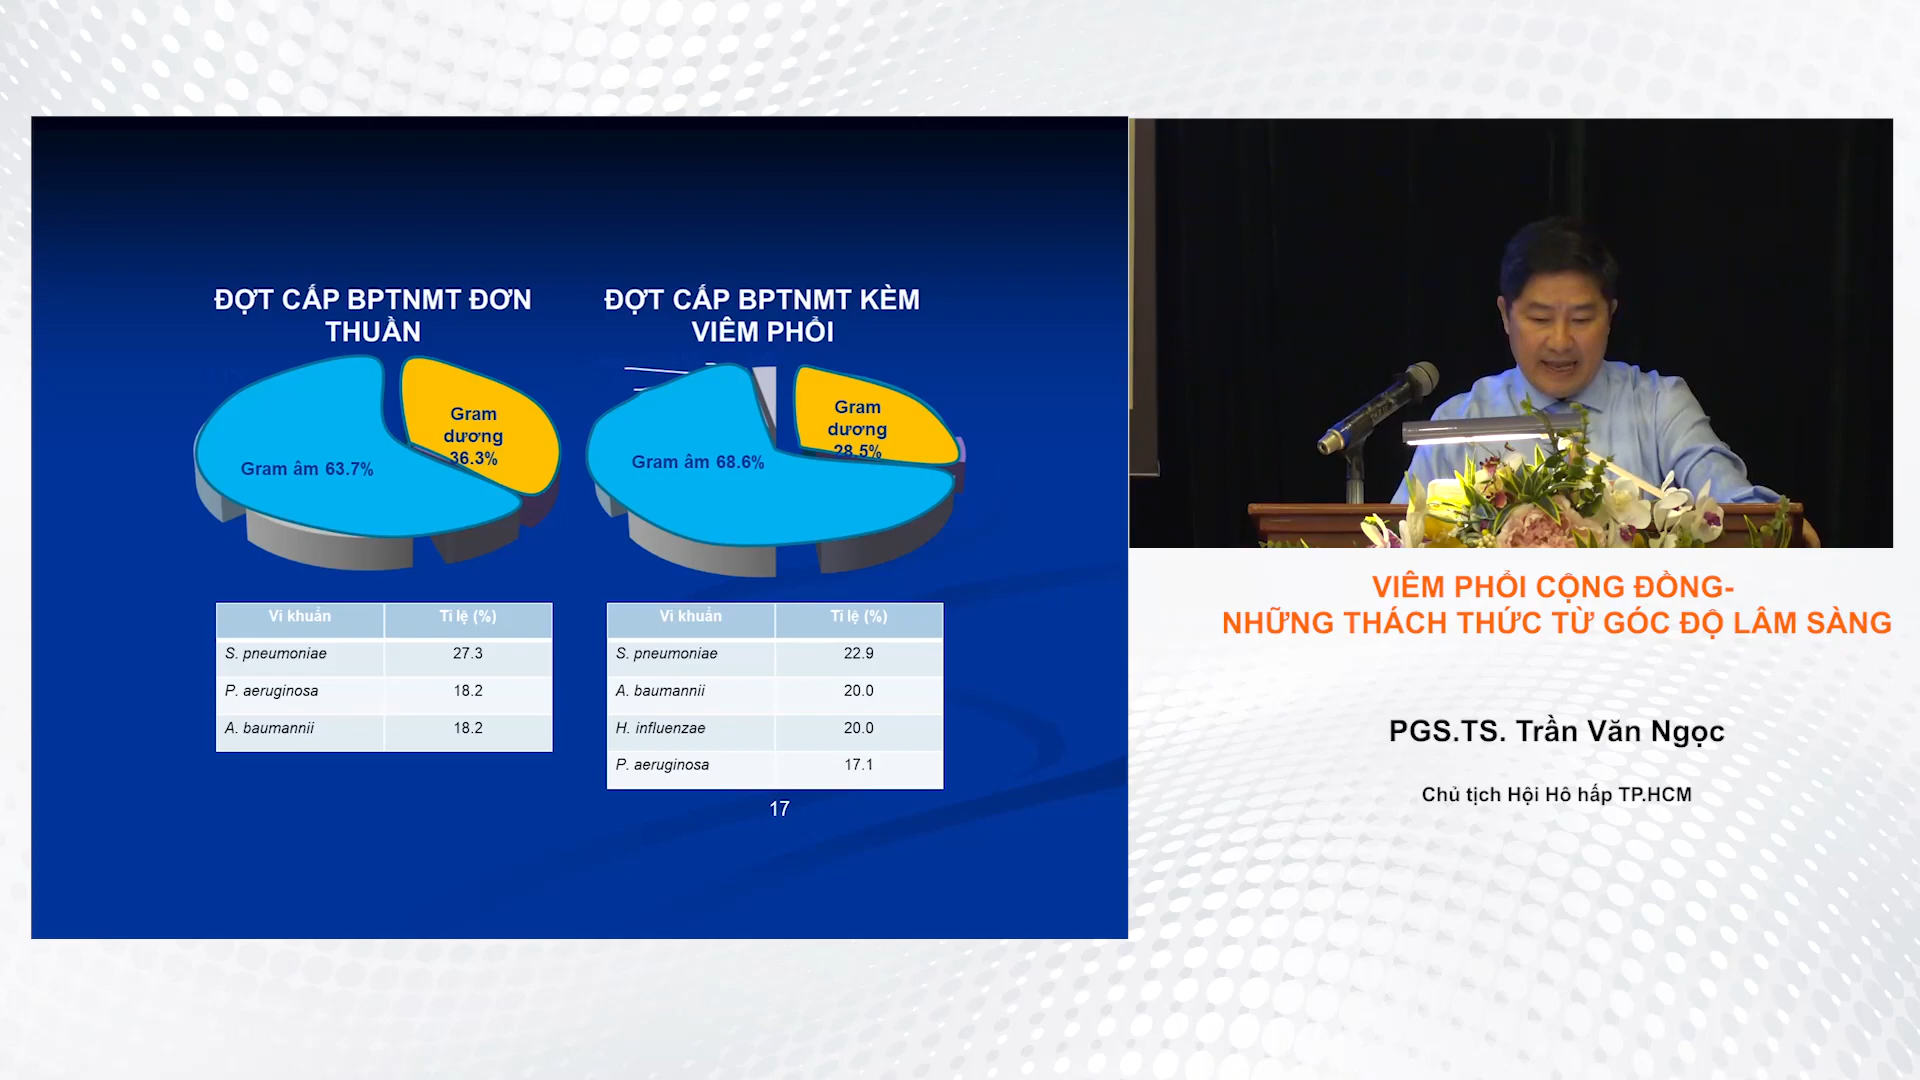 ĐỢT CẤP BPTNMT ĐƠN
THUẦN
ĐỢT CẤP BPTNMT KÈM
VIÊM PHỔI
Gram âm 63.7%
Gram
dương
36.3%
Gram âm 68.6%
Gram
dương
28.5%
Vi khuẩn Tỉ lệ (%)
S. pneumoniae 27.3
P. aeruginosa 18.2
A. baumannii 18.2
Vi khuẩn Tỉ lệ (%)
S. pneumoniae 22.9
A. baumannii 20.0
H. influenzae 20.0
P. aeruginosa 17.1
17
VIÊM PHỔI CỘNG ĐỒNG-
NHỮNG THÁCH THỨC TỪ GÓC ĐỘ LÂM SÀNG
PGS.TS. Trần Văn Ngọc
Chủ tịch Hội Hô hấp TP.HCM